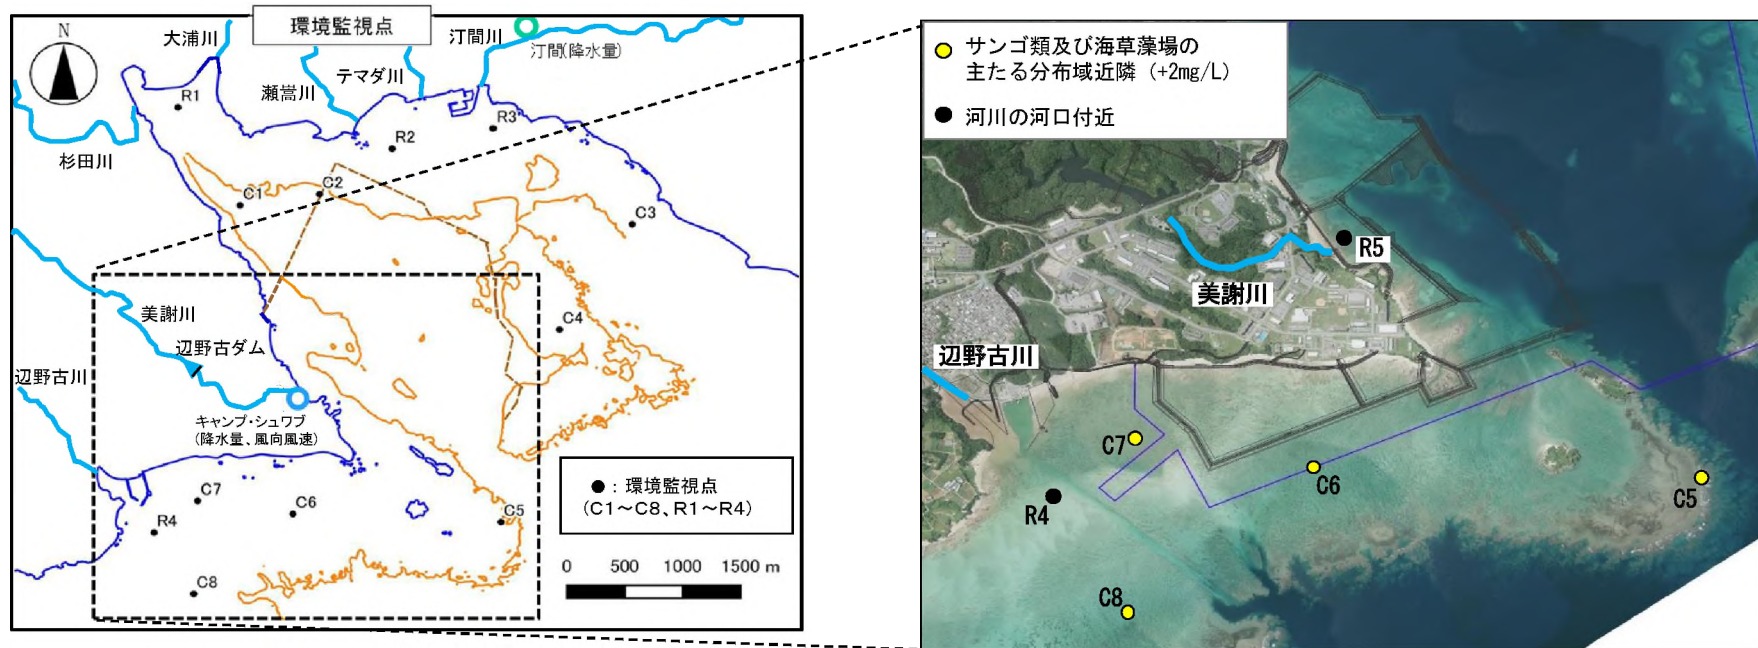 環境監視点
N
大浦川
瀬嵩川
テマダ川
汀間川
汀間(降水量)
R1
R2
R3
杉田川
C1
C2
C3
美謝川
辺野古ダム
辺野古川
C4
キャンプ・シュワブ
(降水量、風向風速)
C7
C6
C5
R4
C8
●：環境監視点
(C1～C8、R1～R4)
0 500 1000 1500 m
サンゴ類及び海草藻場の
主たる分布域近隣 (+2mg/L)
河川の河口付近
R5
美謝川
辺野古川
C7
C6
C5
R4
C8